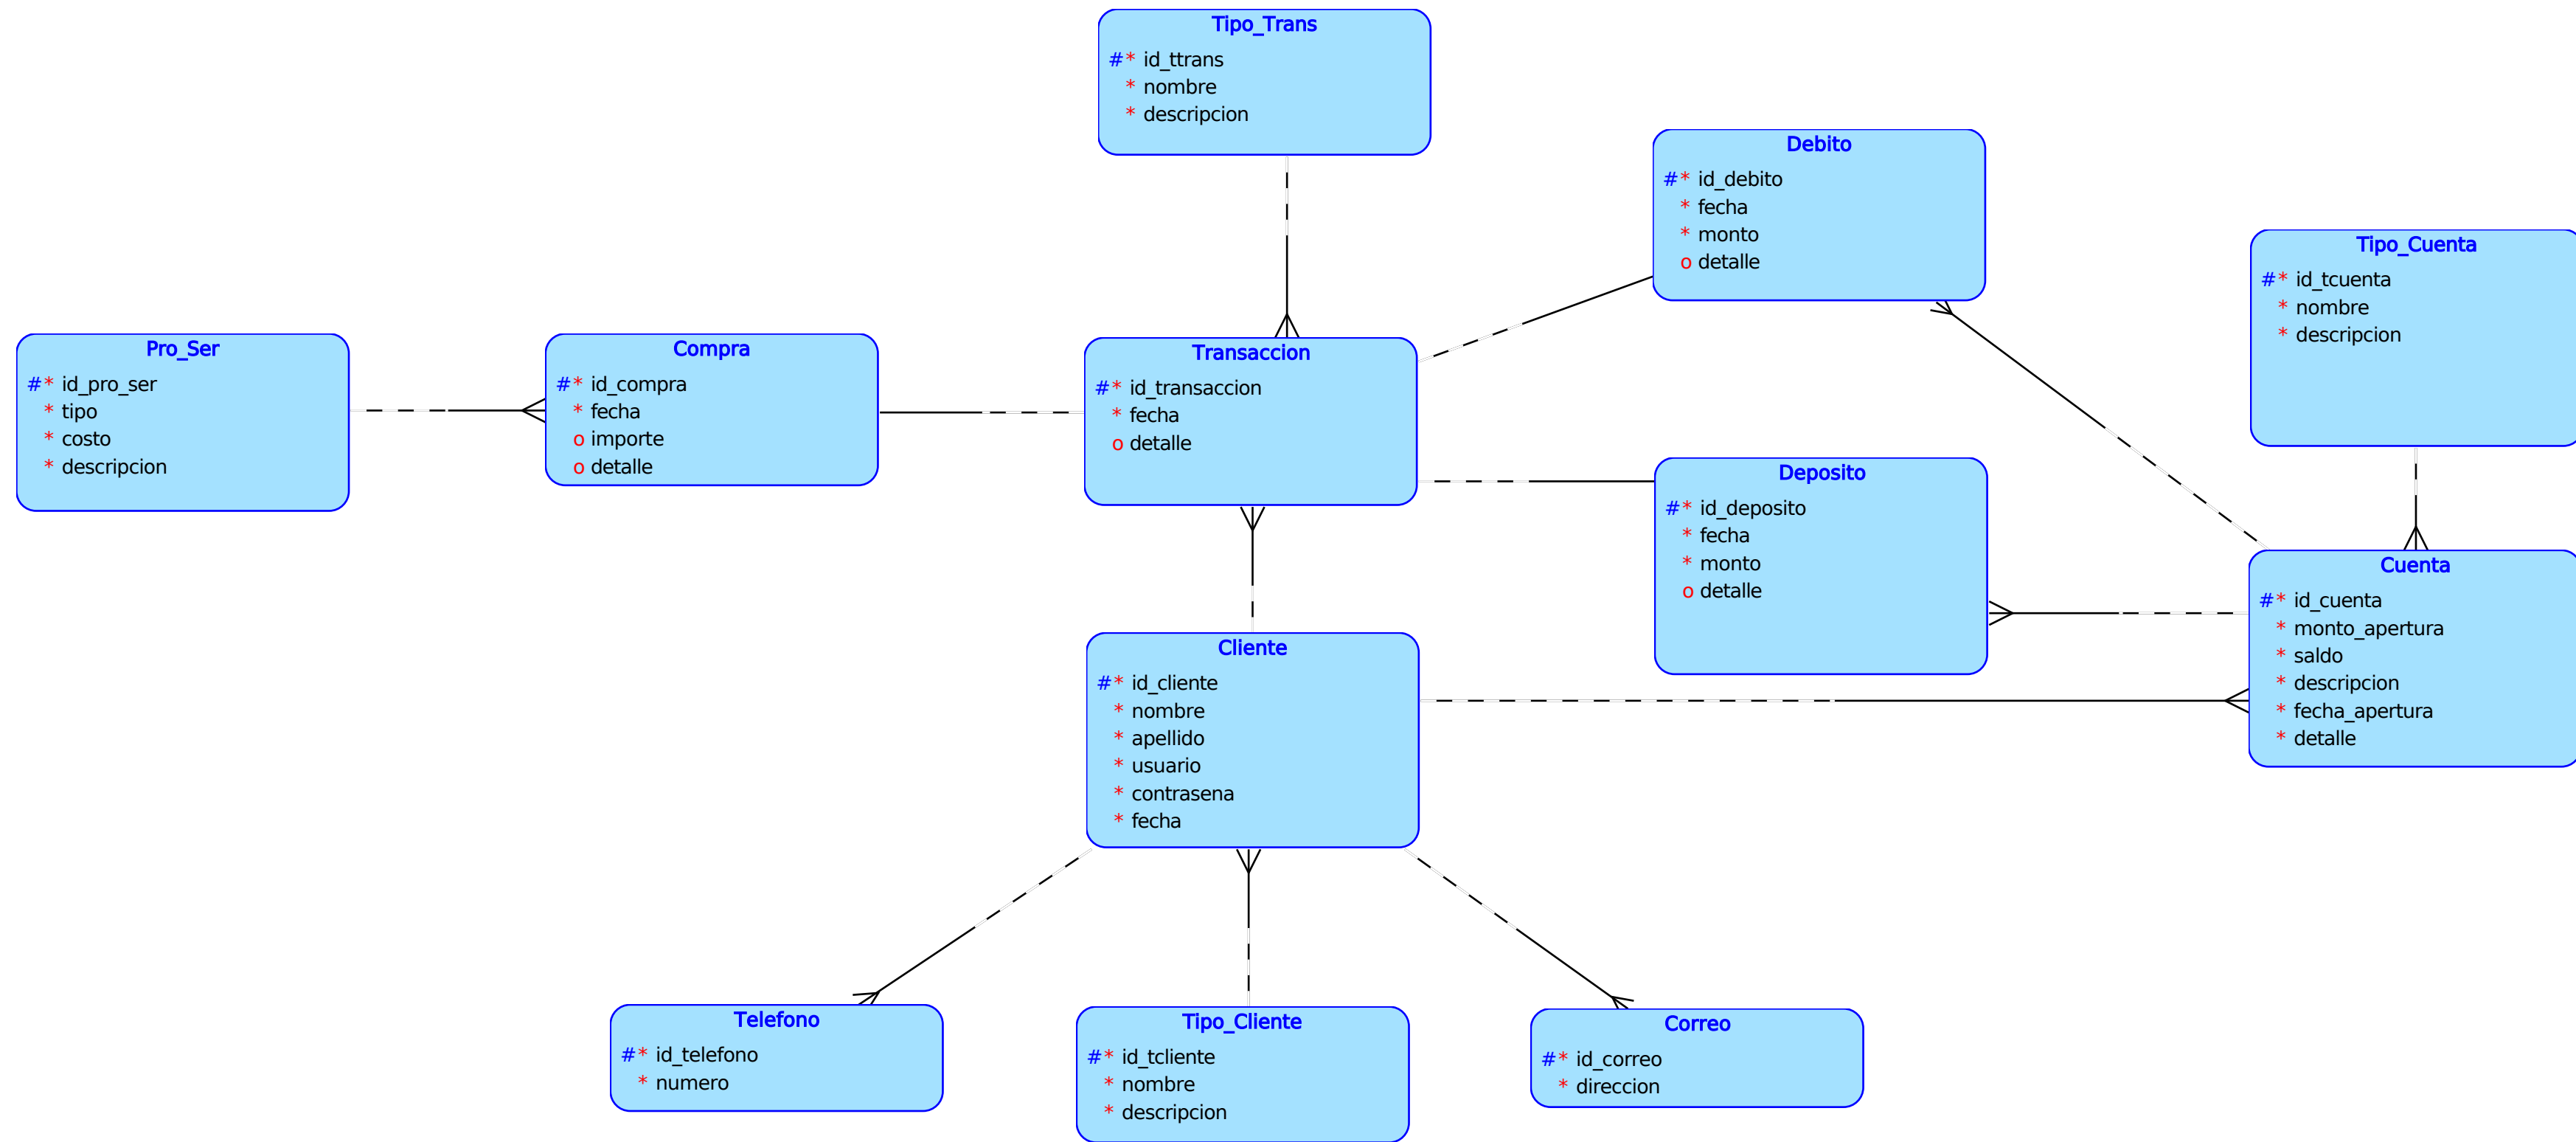 Tipo_Trans
#* id_ttrans
* nombre
* descripcion
Debito
#* id_debito
* fecha
* monto
o detalle
Tipo_Cuenta
#* id_tcuenta
* nombre
* descripcion
Pro_Ser
#* id_pro_ser
* tipo
* costo
* descripcion
Compra
#* id_compra
* fecha
o importe
o detalle
Transaccion
#* id_transaccion
* fecha
o detalle
Deposito
#* id_deposito
* fecha
* monto
o detalle
Cuenta
#* id_cuenta
* monto_apertura
* saldo
* descripcion
* fecha_apertura
* detalle
Cliente
#* id_cliente
* nombre
* apellido
* usuario
* contrasena
* fecha
Telefono
#* id_telefono
* numero
Tipo_Cliente
#* id_tcliente
* nombre
* descripcion
Correo
#* id_correo
* direccion